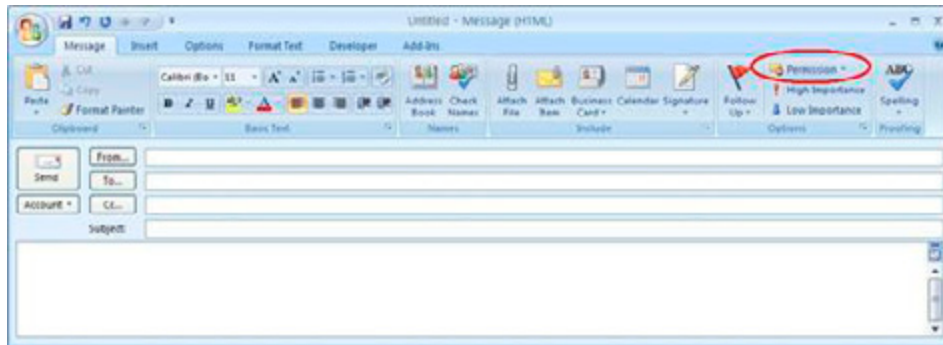 Untitled - Message (HTML)
Message Insert Options Format Text Developer Add-Ins
Paste
Cut
Copy
Format Painter
Clipboard
Calibri (Bo 11
B I U
Basic Text
Address Book
Check Names
Names
Attach File
Attach Item
Business Card
Calendar
Signature
Include
Follow Up
Permission
High Importance
Low Importance
Options
ABC
Spelling
Proofing
Send
Account
From...
To...
Cc...
Subject: